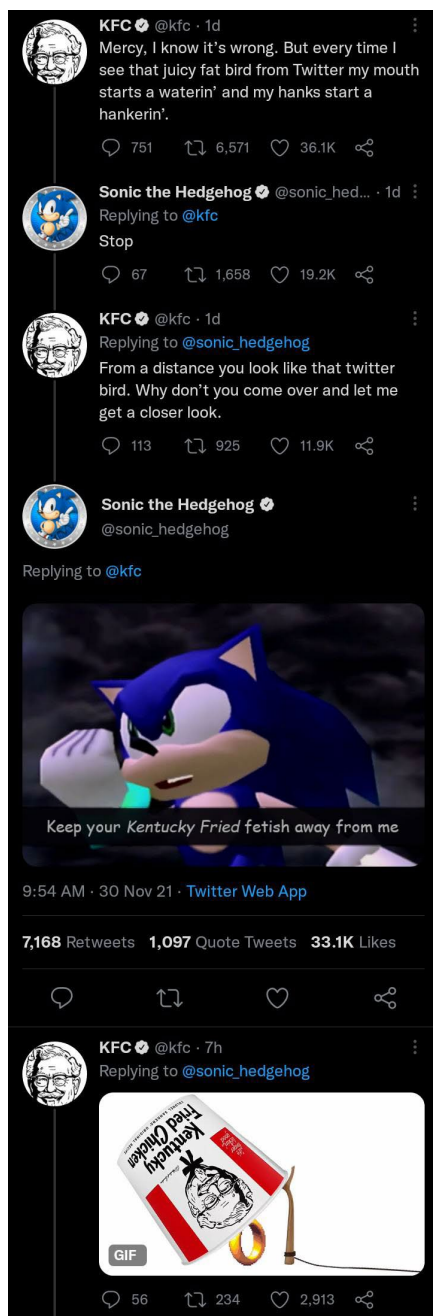 KFC @kfc · 1d
Mercy, I know it's wrong. But every time I
see that juicy fat bird from Twitter my mouth
starts a waterin' and my hanks start a
hankerin'.
751 6,571 36.1K
Sonic the Hedgehog @sonic_hed... · 1d
Replying to @kfc
Stop
67 1,658 19.2K
KFC @kfc · 1d
Replying to @sonic_hedgehog
From a distance you look like that twitter
bird. Why don't you come over and let me
get a closer look.
113 925 11.9K
Sonic the Hedgehog
@sonic_hedgehog
Replying to @kfc
Keep your Kentucky Fried fetish away from me
9:54 AM · 30 Nov 21 · Twitter Web App
7,168 Retweets 1,097 Quote Tweets 33.1K Likes
KFC @kfc · 7h
Replying to @sonic_hedgehog
Kentucky
Fried Chicken
GIF
56 234 2,913